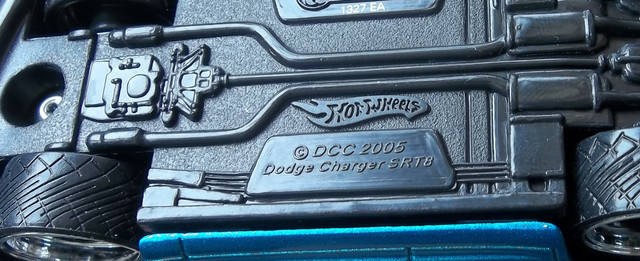 1327 EA
HOT WHEELS
© DCC 2005
Dodge Charger SRT8